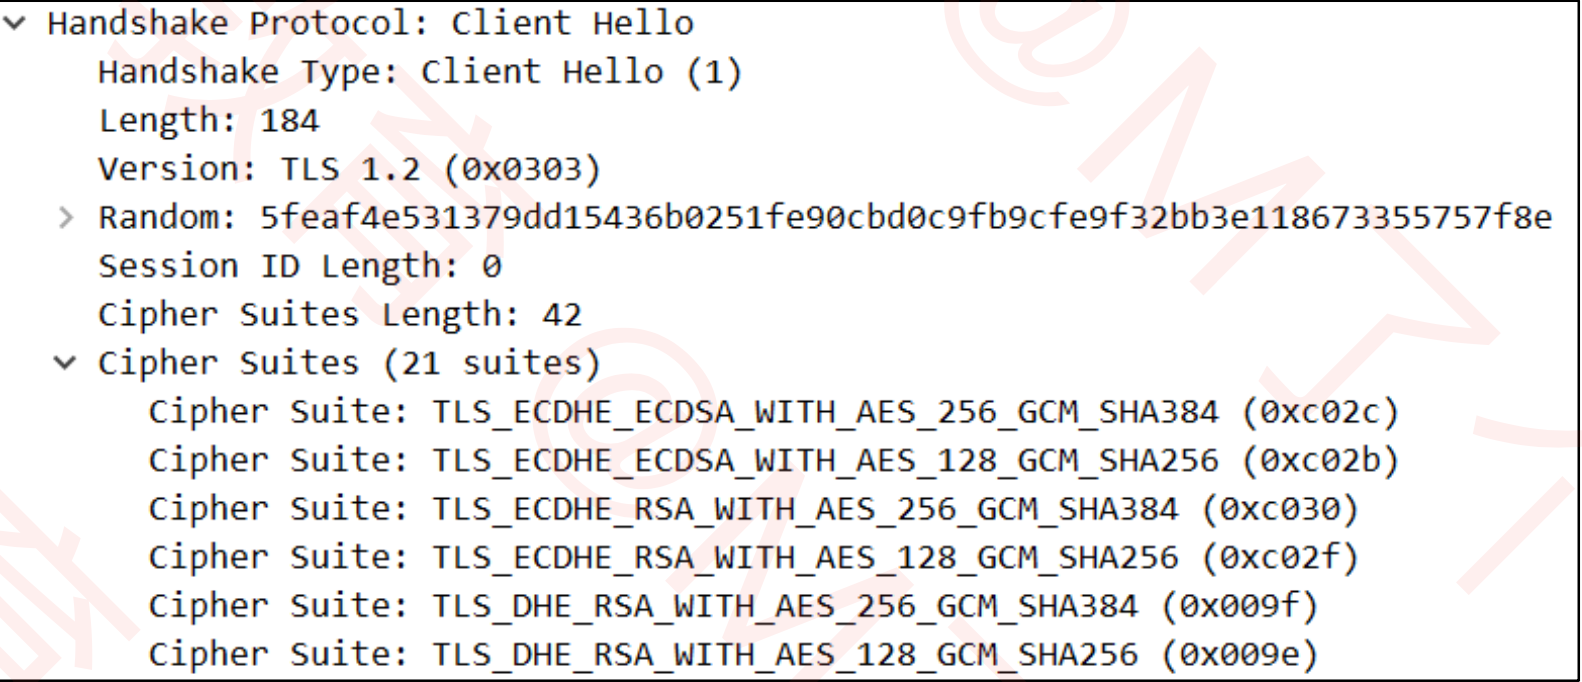 Handshake Protocol: Client Hello
Handshake Type: Client Hello (1)
Length: 184
Version: TLS 1.2 (0x0303)
Random: 5feaf4e531379dd15436b0251fe90cbd0c9fb9cfe9f32bb3e118673355757f8e
Session ID Length: 0
Cipher Suites Length: 42
Cipher Suites (21 suites)
Cipher Suite: TLS_ECDHE_ECDSA_WITH_AES_256_GCM_SHA384 (0xc02c)
Cipher Suite: TLS_ECDHE_ECDSA_WITH_AES_128_GCM_SHA256 (0xc02b)
Cipher Suite: TLS_ECDHE_RSA_WITH_AES_256_GCM_SHA384 (0xc030)
Cipher Suite: TLS_ECDHE_RSA_WITH_AES_128_GCM_SHA256 (0xc02f)
Cipher Suite: TLS_DHE_RSA_WITH_AES_256_GCM_SHA384 (0x009f)
Cipher Suite: TLS_DHE_RSA_WITH_AES_128_GCM_SHA256 (0x009e)